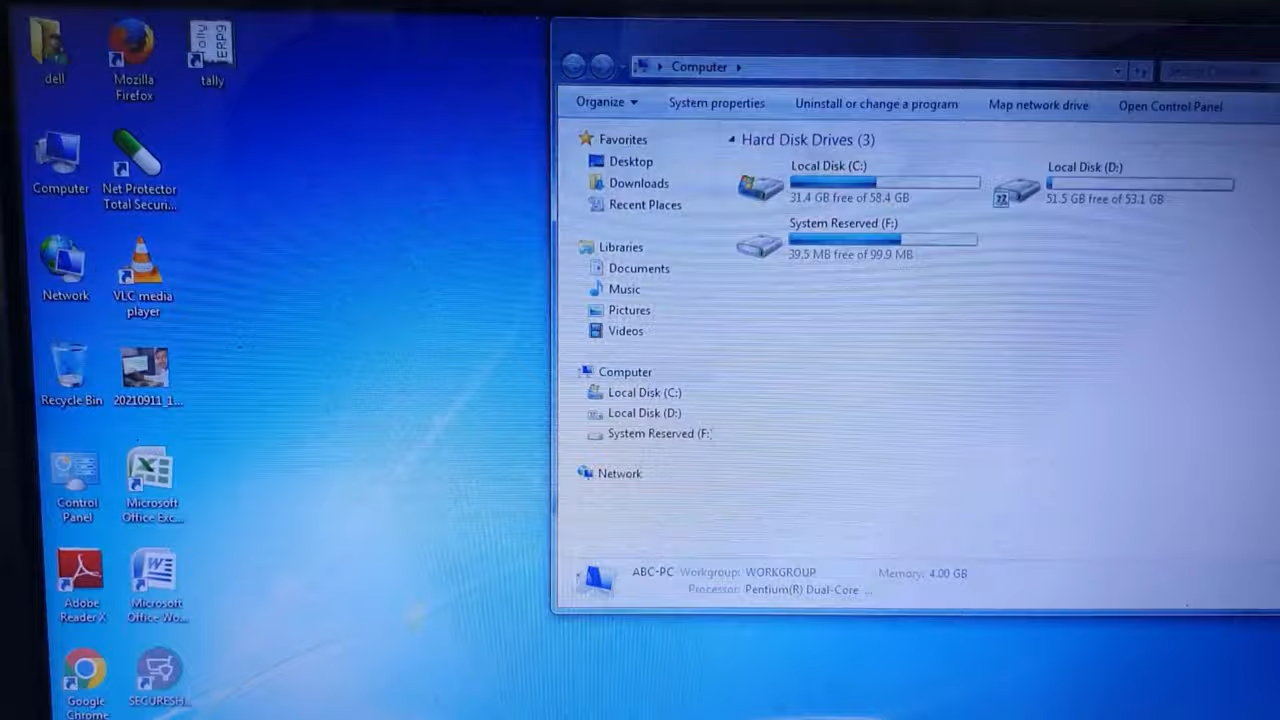 dell
Mozilla
Firefox
tally
ERP9
tally
Computer
Net Protector
Total Securi...
Network
VLC media
player
Recycle Bin
20210911_1...
Control
Panel
Microsoft
Office Exc...
Adobe
Reader X
Microsoft
Office Wo...
Google
Chrome
SECURESH...
Computer
Organize
System properties
Uninstall or change a program
Map network drive
Open Control Panel
Favorites
Desktop
Downloads
Recent Places
Libraries
Documents
Music
Pictures
Videos
Computer
Local Disk (C:)
Local Disk (D:)
System Reserved (F:)
Network
Hard Disk Drives (3)
Local Disk (C:)
31.4 GB free of 58.4 GB
Local Disk (D:)
51.5 GB free of 53.1 GB
System Reserved (F:)
39.5 MB free of 99.9 MB
ABC-PC Workgroup: WORKGROUP Memory: 4.00 GB
Processor: Pentium(R) Dual-Core ...